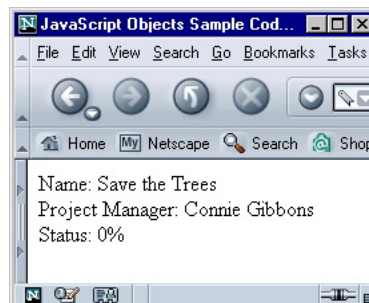 JavaScript Objects Sample Cod...
File Edit View Search Go Bookmarks Tasks
Home My Netscape Search Shop
Name: Save the Trees
Project Manager: Connie Gibbons
Status: 0%